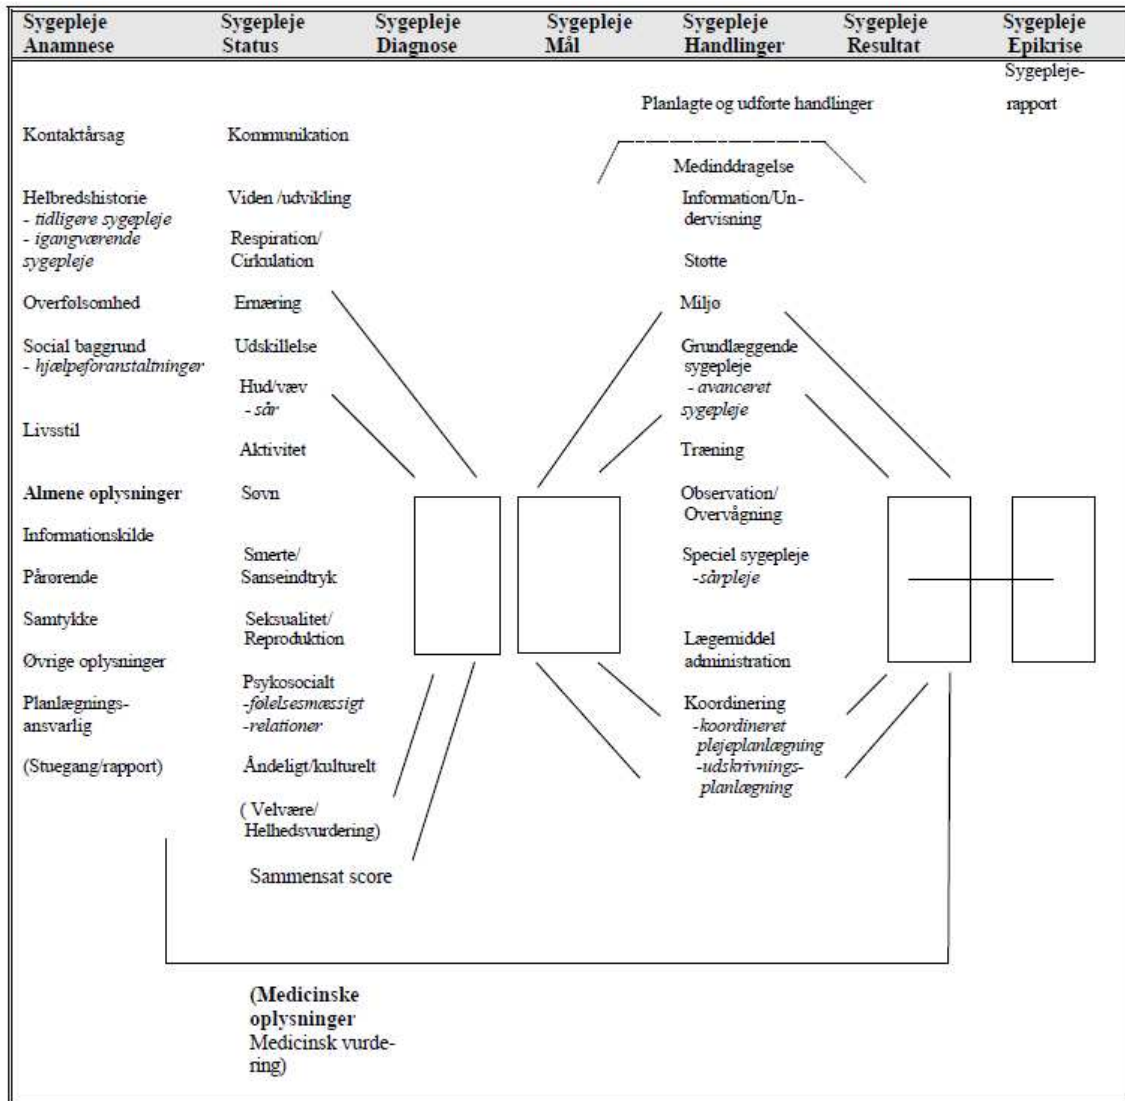 Sygepleje Anamnese
Sygepleje Status
Sygepleje Diagnose
Sygepleje Mål
Sygepleje Handlinger
Sygepleje Resultat
Sygepleje Epikrise
Kontaktårsag
Helbredshistorie
- tidligere sygepleje
- igangværende
sygepleje
Overfølsomhed
Social baggrund
- hjælpeforanstaltninger
Livsstil
Almene oplysninger
Informationskilde
Pårørende
Samtykke
Øvrige oplysninger
Planlægnings-
ansvarlig
(Stuegang/rapport)
Kommunikation
Viden /udvikling
Respiration/
Cirkulation
Ernæring
Udskillelse
Hud/væv
- sår
Aktivitet
Søvn
Smerte/
Sanseindtryk
Seksualitet/
Reproduktion
Psykosocialt
-følelsesmæssigt
-relationer
Åndeligt/kulturelt
( Velvære/
Helhedsvurdering)
Sammensat score
(Medicinske
oplysninger
Medicinsk vurde-
ring)
Planlagte og udførte handlinger
Medinddragelse
Information/Un-
dervisning
Støtte
Miljø
Grundlæggende
sygepleje
- avanceret
sygepleje
Træning
Observation/
Overvågning
Speciel sygepleje
-sårpleje
Lægemiddel
administration
Koordinering
-koordineret
plejeplanlægning
-udskrivnings-
planlægning
Sygepleje-
rapport